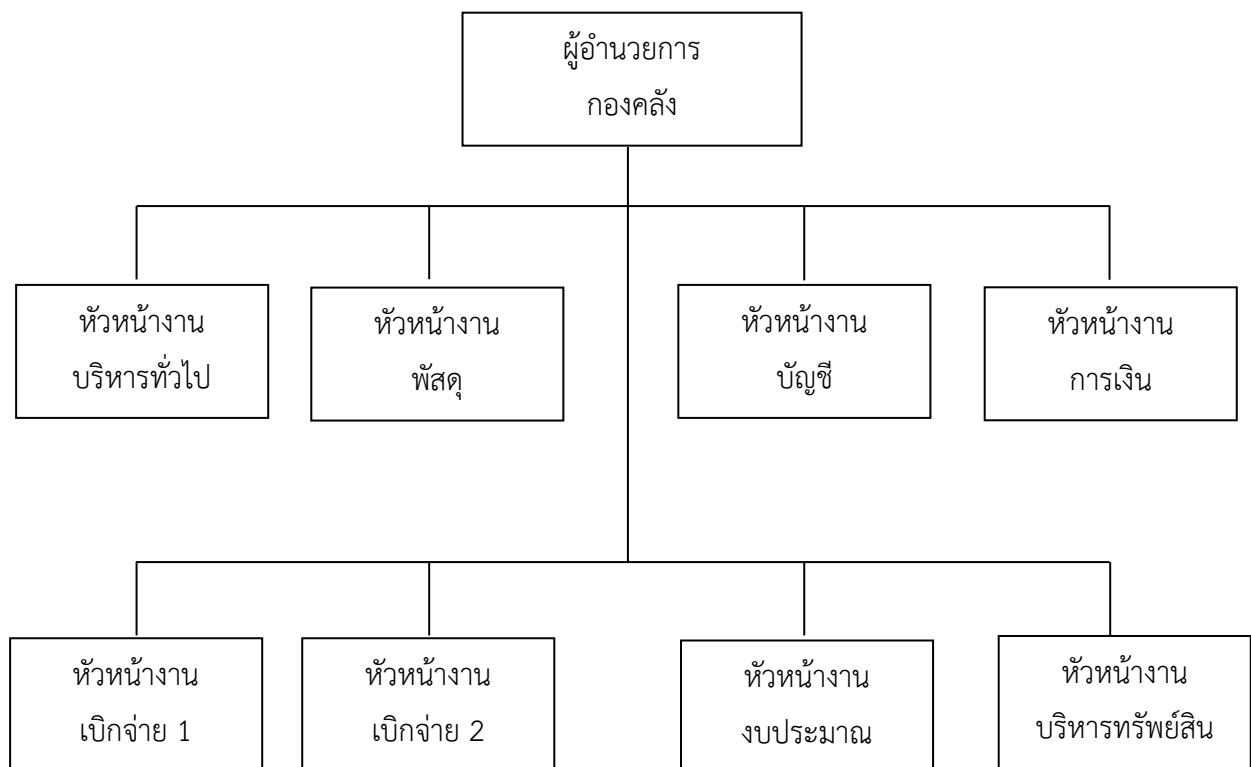 ผู้อำนวยการ
กองคลัง
หัวหน้างาน
บริหารทั่วไป
หัวหน้างาน
พัสดุ
หัวหน้างาน
บัญชี
หัวหน้างาน
การเงิน
หัวหน้างาน
เบิกจ่าย 1
หัวหน้างาน
เบิกจ่าย 2
หัวหน้างาน
งบประมาณ
หัวหน้างาน
บริหารทรัพย์สิน